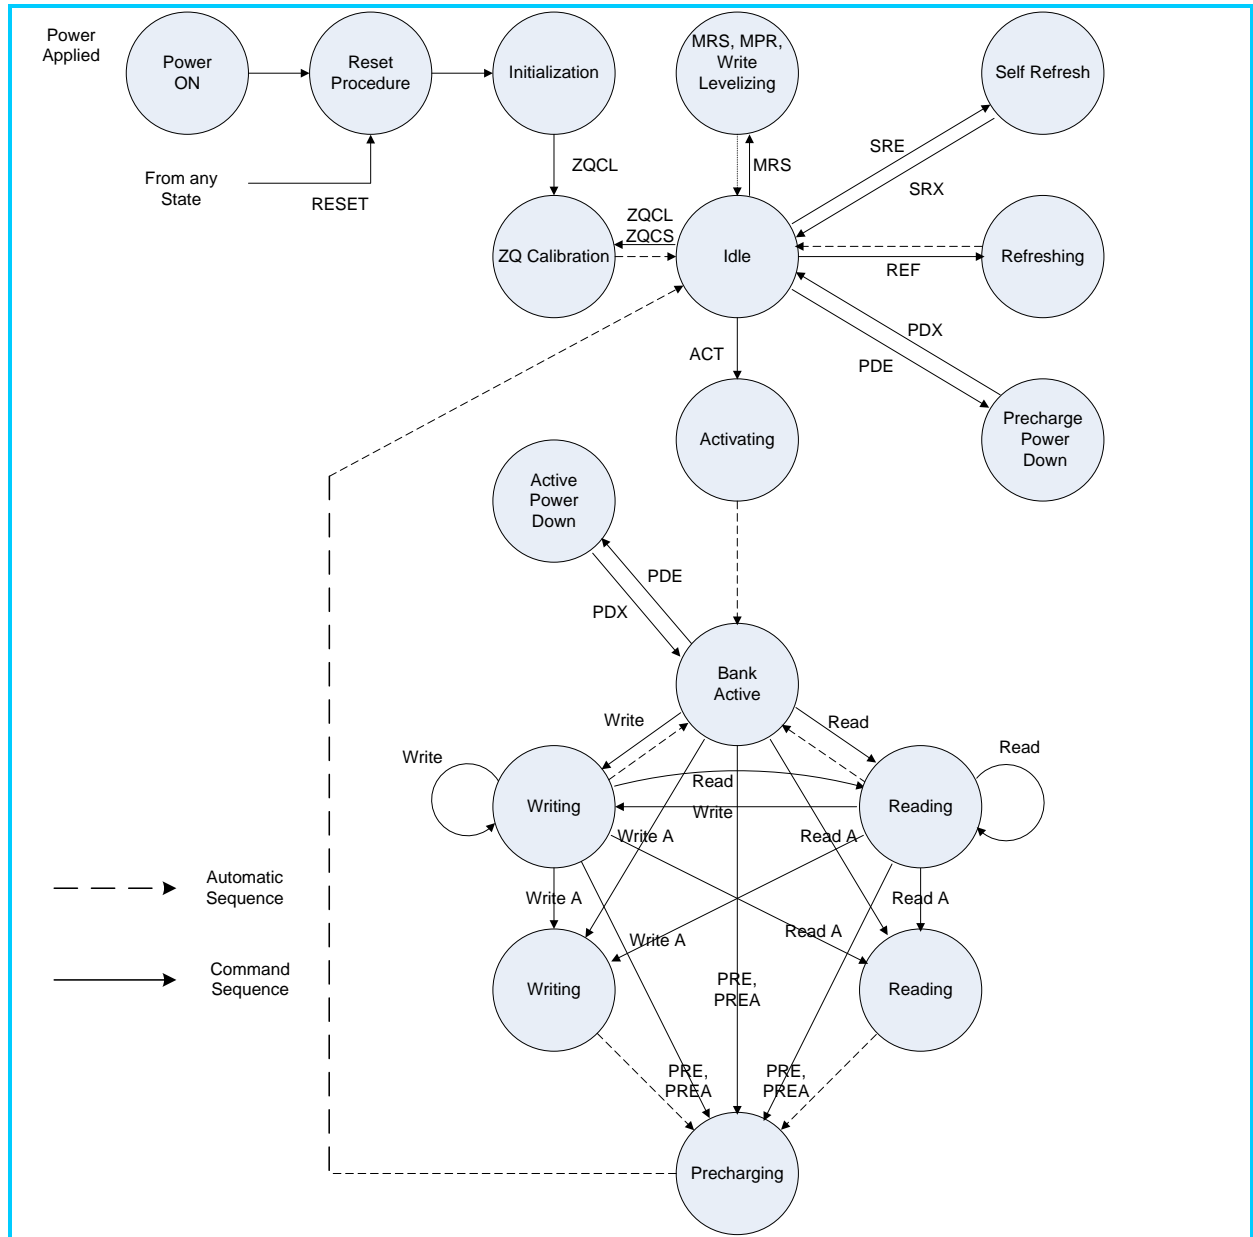 Power
Applied
Power
ON
Reset
Procedure
Initialization
MRS, MPR,
Write
Levelizing
Self Refresh
From any
State
RESET
ZQCL
MRS
SRE
SRX
ZQCL
ZQCS
ZQ Calibration
Idle
REF
Refreshing
ACT
PDX
PDE
Activating
Precharge
Power
Down
Active
Power
Down
PDE
PDX
Bank
Active
Write
Read
Write
Read
Writing
Read
Write
Reading
Write A
Read A
Automatic
Sequence
Write A
Read A
Write A
Read A
Command
Sequence
Writing
PRE,
PREA
Reading
PRE,
PREA
PRE,
PREA
Precharging